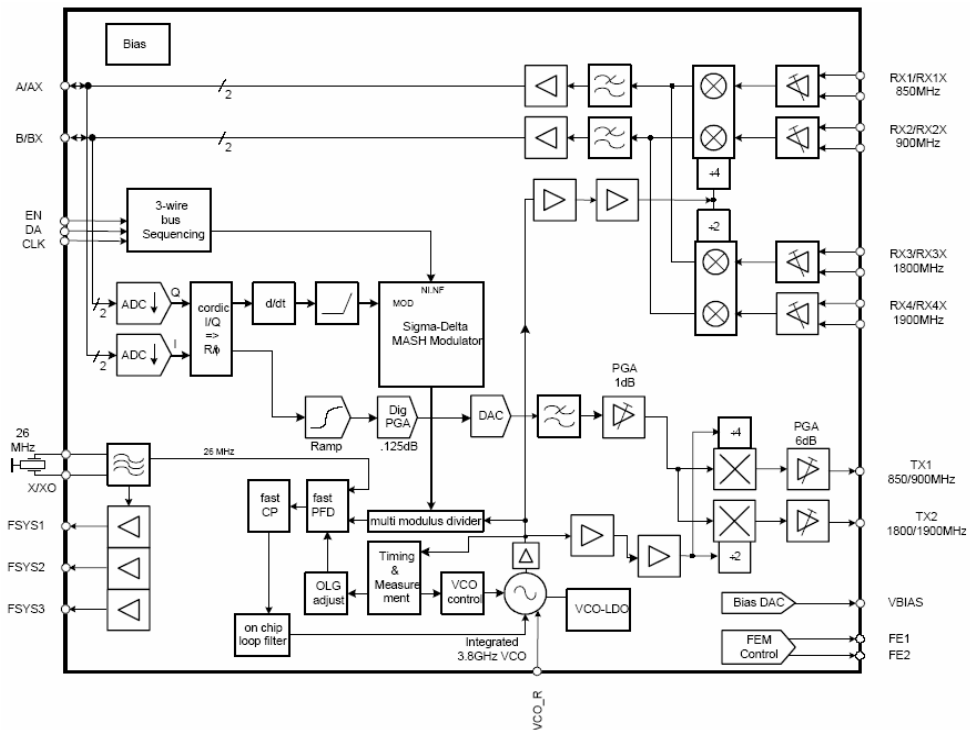 Bias
A/AX
2
RX1/RX1X
850MHz
B/BX
2
RX2/RX2X
900MHz
÷4
EN
DA
CLK
3-wire
bus
Sequencing
÷2
RX3/RX3X
1800MHz
NI.NF
MOD
Sigma-Delta
MASH Modulator
2
ADC
Q
cordic
I/Q
=>
R/ϕ
d/dt
RX4/RX4X
1900MHz
2
ADC
I
PGA
1dB
Ramp
Dig
PGA
.125dB
DAC
÷4
PGA
6dB
26
MHz
X/XO
26 MHz
TX1
850/900MHz
fast
CP
fast
PFD
multi modulus divider
TX2
1800/1900MHz
÷2
FSYS1
FSYS2
FSYS3
OLG
adjust
Timing
&
Measure
ment
VCO
control
VCO-LDO
on chip
loop filter
Integrated
3.8GHz VCO
Bias DAC
VBIAS
FEM
Control
FE1
FE2
VCO_R